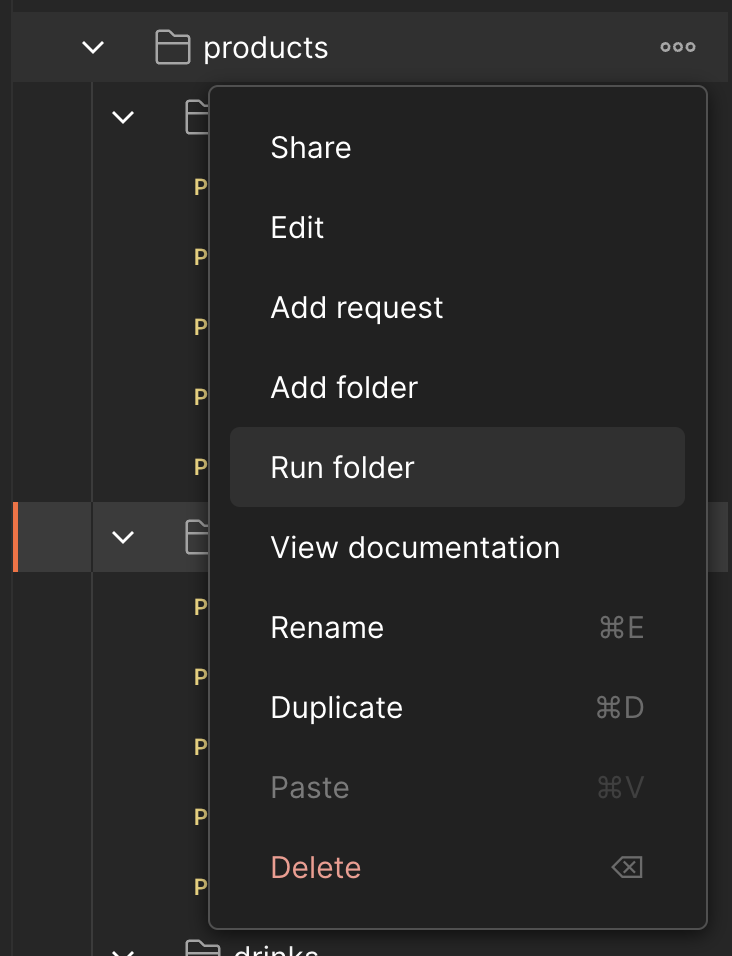 products
Share
P
Edit
P
Add request
P
Add folder
P
Run folder
P
View documentation
P
Rename ⌘E
P
Duplicate ⌘D
P
Paste ⌘V
P
Delete
P
drinks